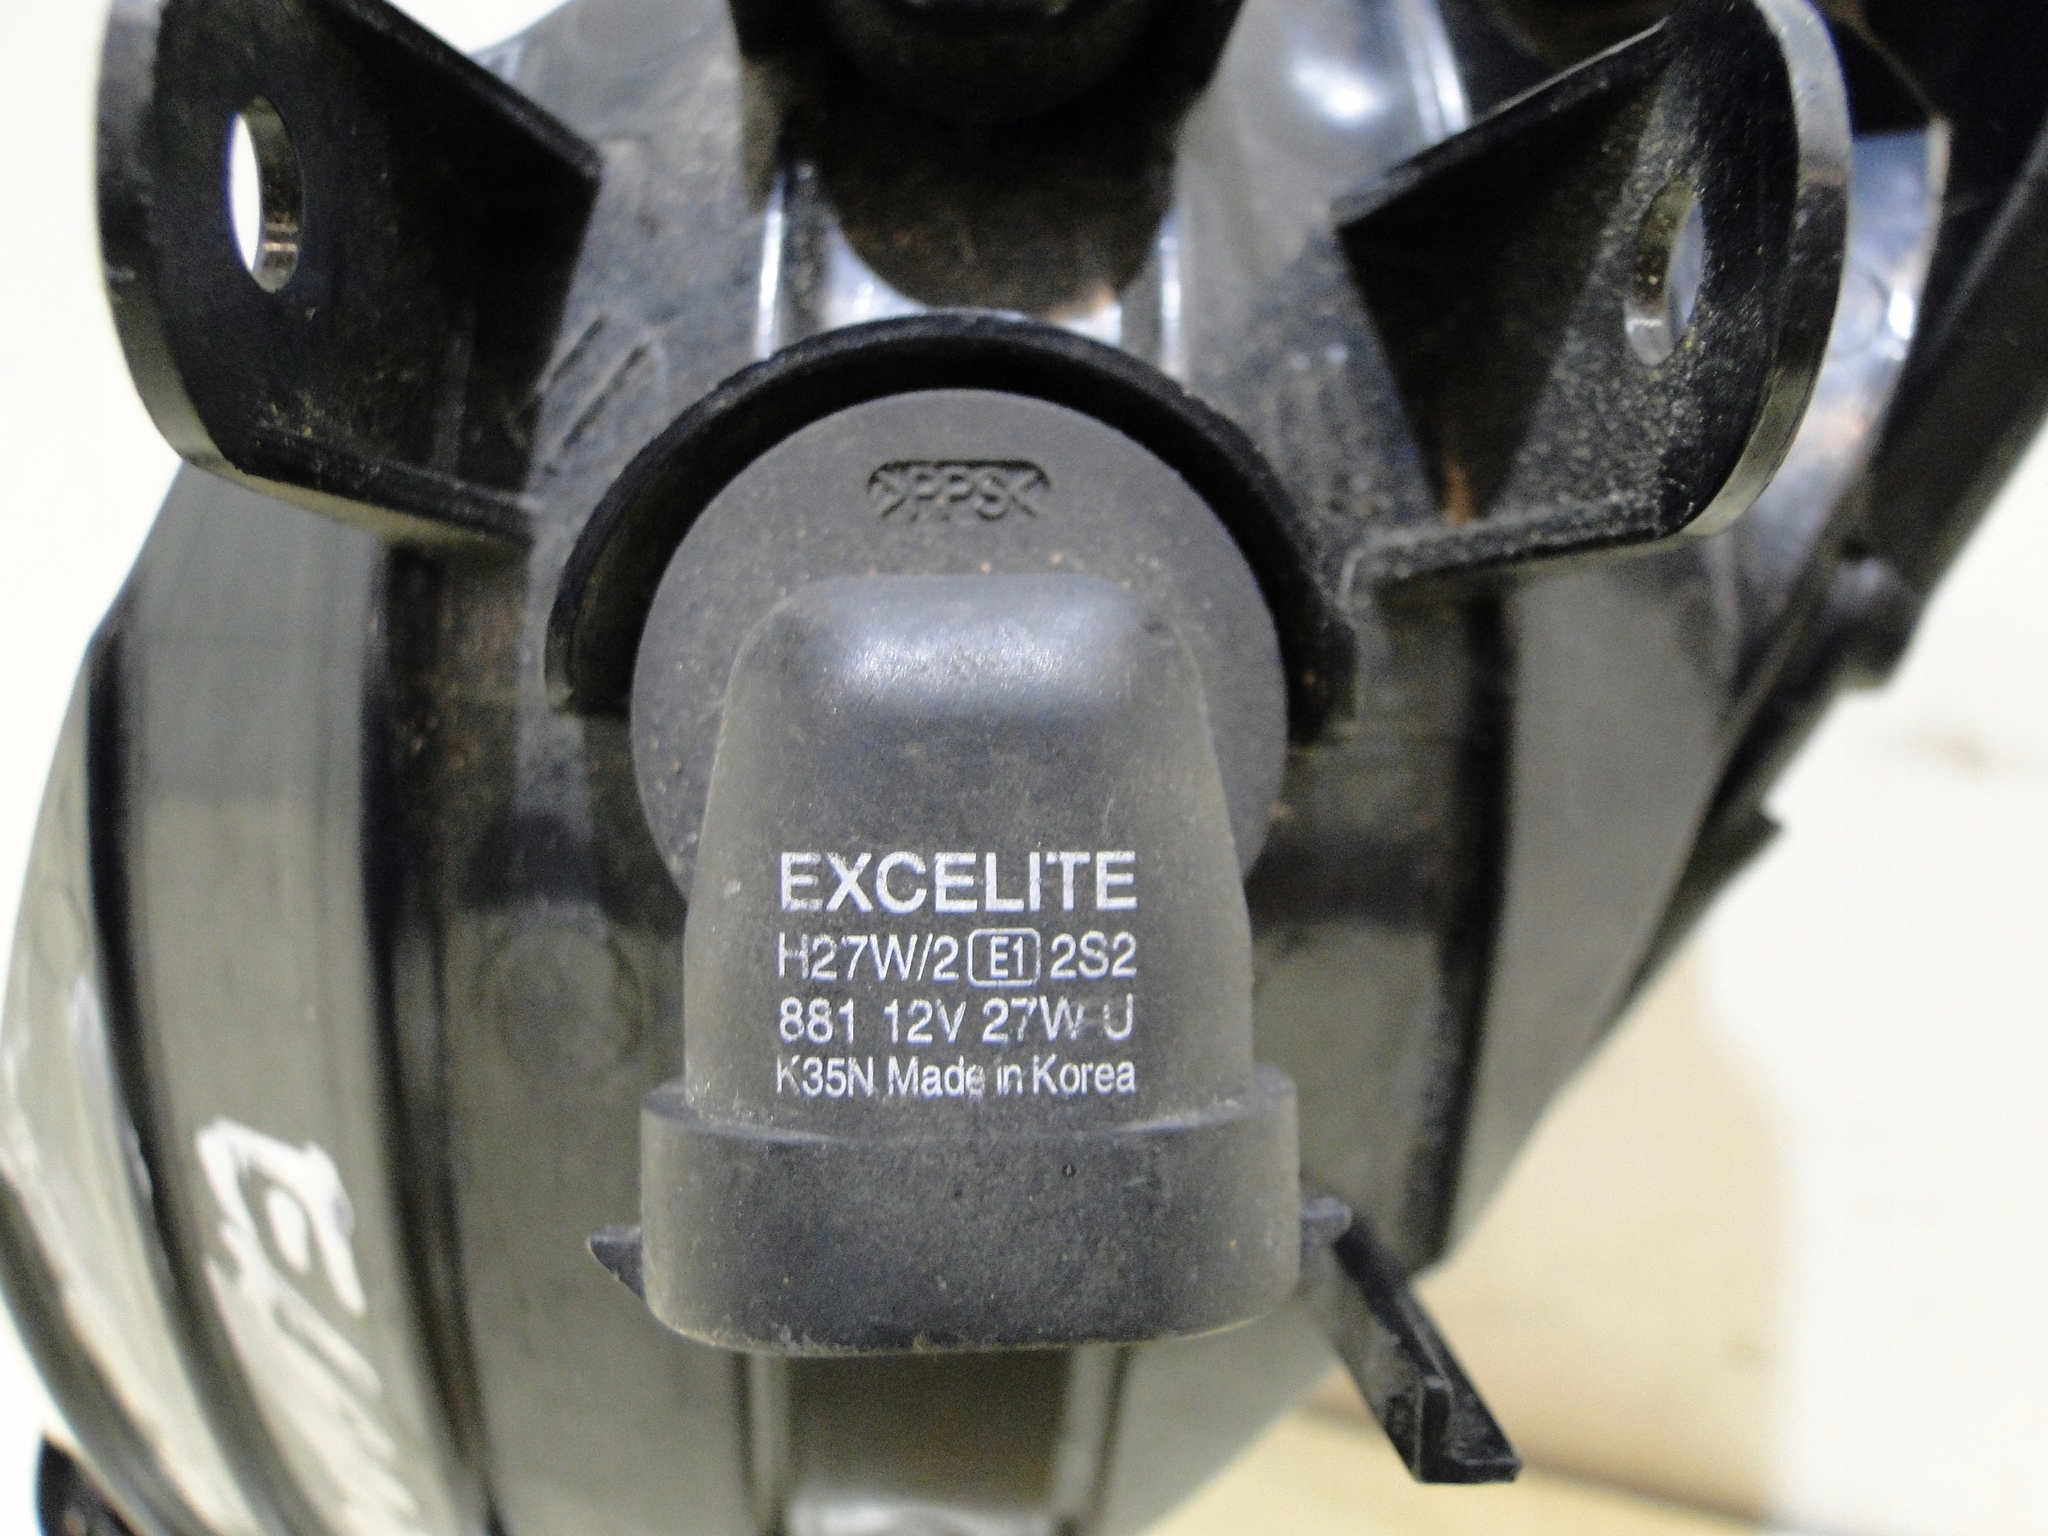 >PPS<
EXCELITE
H27W/2 E1 2S2
881 12V 27W U
K35N Made in Korea